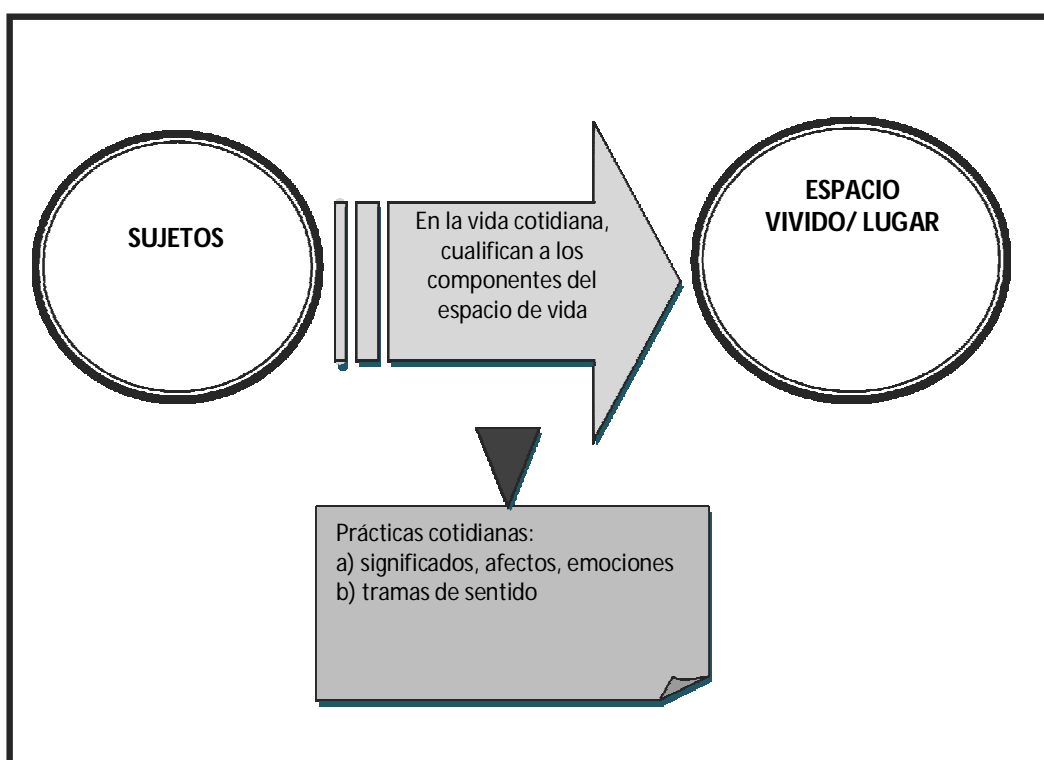 SUJETOS
En la vida cotidiana,
cualifican a los
componentes del
espacio de vida
ESPACIO
VIVIDO/ LUGAR
Prácticas cotidianas:
a) significados, afectos, emociones
b) tramas de sentido